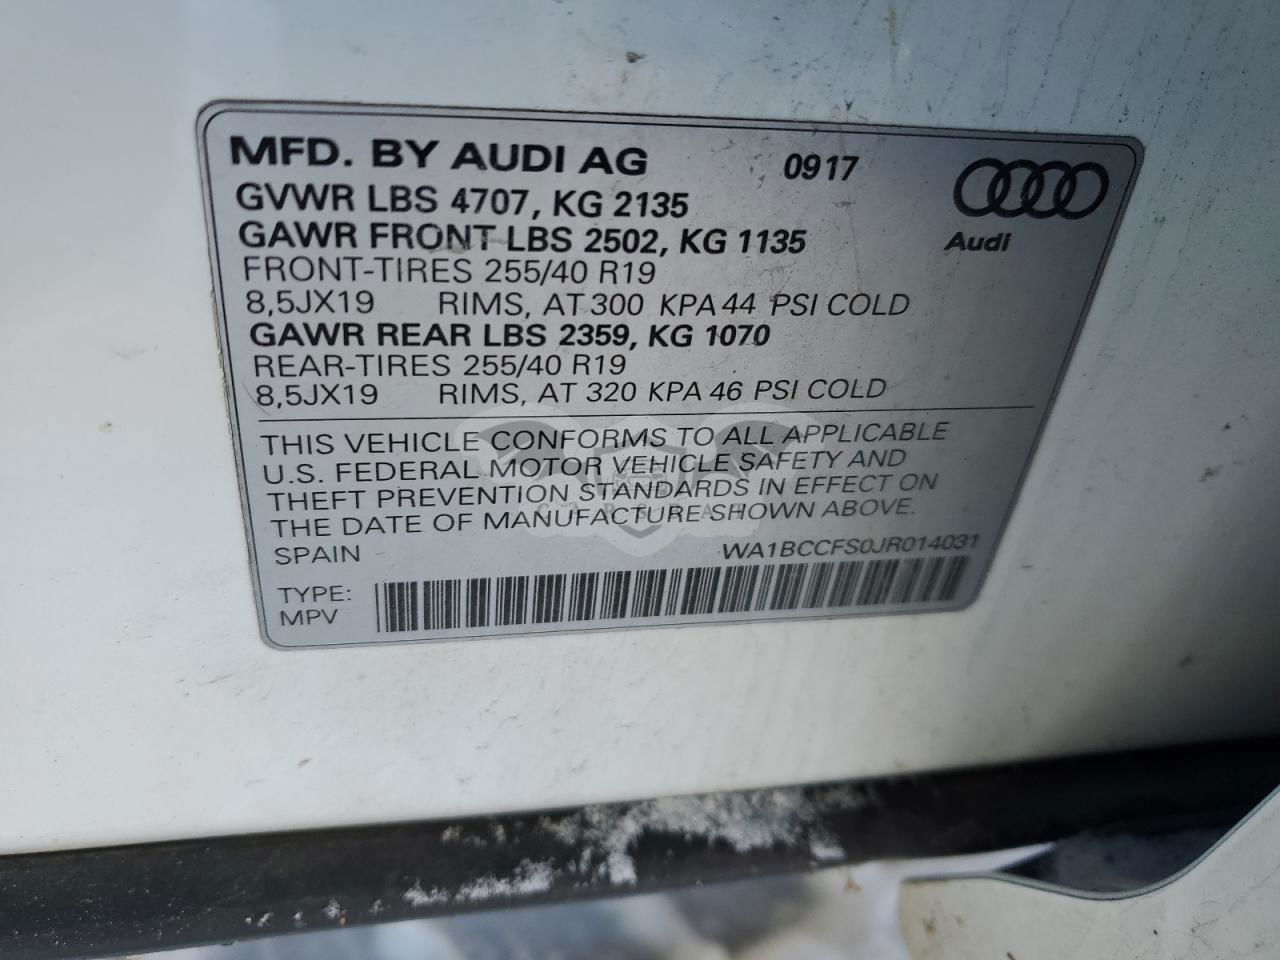 MFD. BY AUDI AG 0917
GVWR LBS 4707, KG 2135
GAWR FRONT LBS 2502, KG 1135
Audi
FRONT-TIRES 255/40 R19
8,5JX19 RIMS, AT 300 KPA 44 PSI COLD
GAWR REAR LBS 2359, KG 1070
REAR-TIRES 255/40 R19
8,5JX19 RIMS, AT 320 KPA 46 PSI COLD
THIS VEHICLE CONFORMS TO ALL APPLICABLE
U.S. FEDERAL MOTOR VEHICLE SAFETY AND
THEFT PREVENTION STANDARDS IN EFFECT ON
THE DATE OF MANUFACTURE SHOWN ABOVE.
SPAIN WA1BCCFS0JR014031
TYPE:
MPV